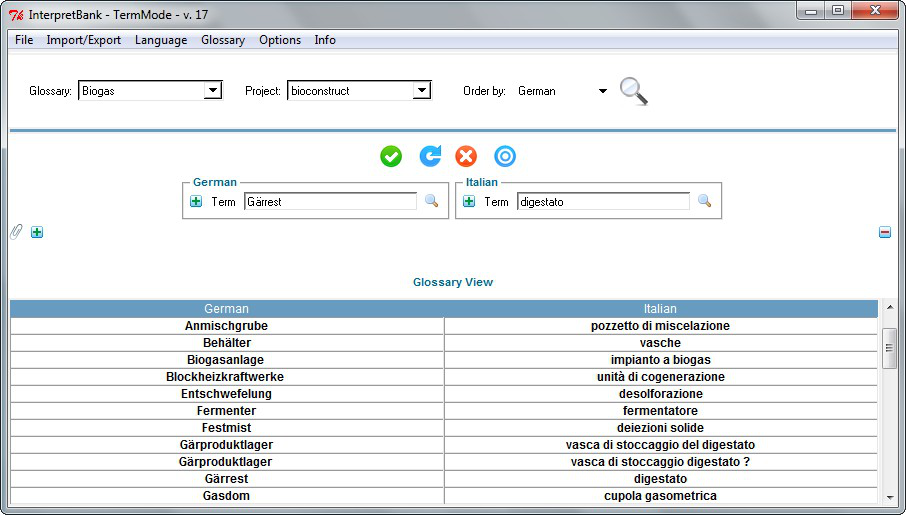 InterpretBank - TermMode - v. 17
File Import/Export Language Glossary Options Info
Glossary: Biogas Project: bioconstruct Order by: German
German Italian
Term Gärrest Term digestato
Glossary View
German Italian
Anmischgrube pozzetto di miscelazione
Behälter vasche
Biogasanlage impianto a biogas
Blockheizkraftwerke unità di cogenerazione
Entschwefelung desolforazione
Fermenter fermentatore
Festmist deiezioni solide
Gärproduktlager vasca di stoccaggio del digestato
Gärproduktlager vasca di stoccaggio digestato ?
Gärrest digestato
Gasdom cupola gasometrica